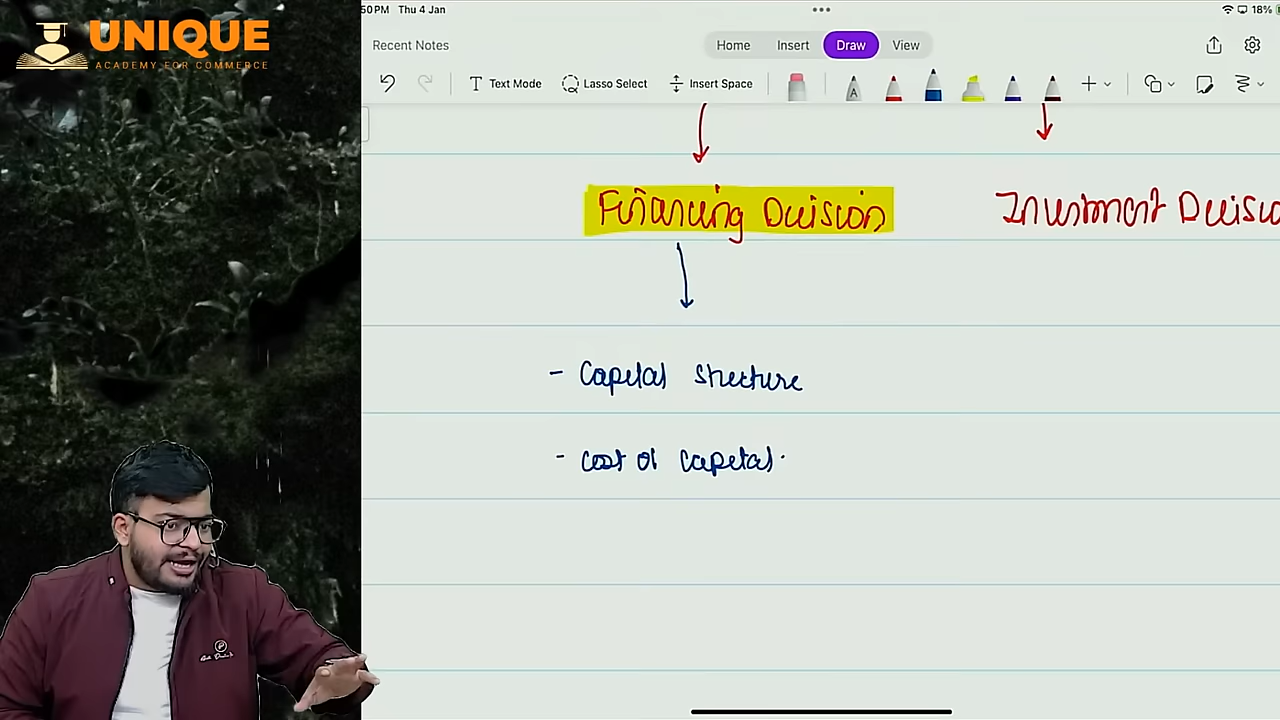 UNIQUE
ACADEMY FOR COMMERCE
50PM Thu 4 Jan
18%
Recent Notes
Home Insert Draw View
Text Mode Lasso Select Insert Space
Financing Decision
Investment Decisio
- Capital Structure
- Cost of Capital.